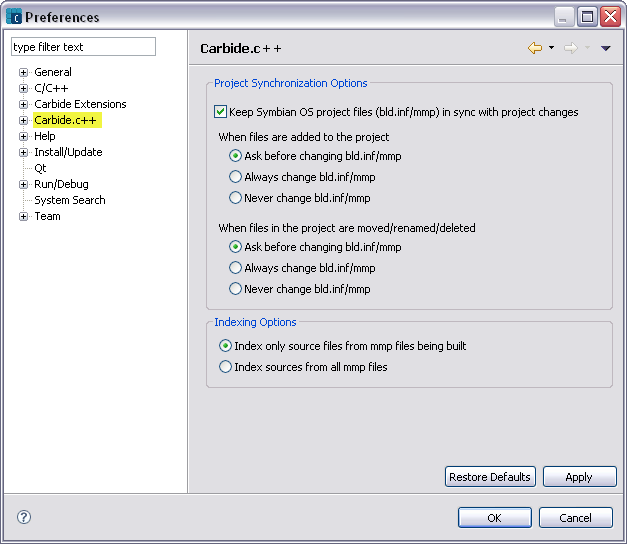 Preferences
type filter text
Carbide.c++
General
C/C++
Carbide Extensions
Carbide.c++
Help
Install/Update
Qt
Run/Debug
System Search
Team
Project Synchronization Options
Keep Symbian OS project files (bld.inf/mmp) in sync with project changes
When files are added to the project
Ask before changing bld.inf/mmp
Always change bld.inf/mmp
Never change bld.inf/mmp
When files in the project are moved/renamed/deleted
Ask before changing bld.inf/mmp
Always change bld.inf/mmp
Never change bld.inf/mmp
Indexing Options
Index only source files from mmp files being built
Index sources from all mmp files
Restore Defaults
Apply
?
OK
Cancel